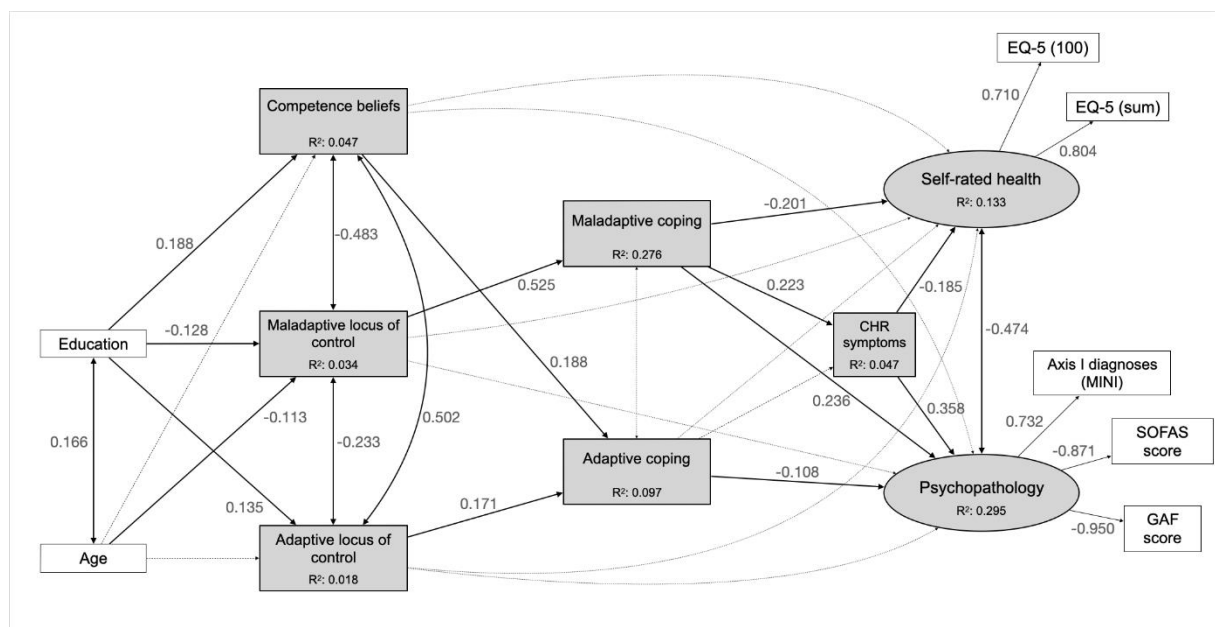 EQ-5 (100)
0.710
EQ-5 (sum)
0.804
Competence beliefs
R²: 0.047
Self-rated health
R²: 0.133
Maladaptive coping
R²: 0.276
-0.201
0.188
-0.483
0.525
0.223
-0.185
-0.128
Education
Maladaptive locus of
control
R²: 0.034
CHR
symptoms
R²: 0.047
-0.474
0.188
Axis I diagnoses
(MINI)
-0.113
0.502
0.236
0.358
0.732
0.166
-0.233
SOFAS
score
-0.871
Adaptive coping
R²: 0.097
-0.108
Psychopathology
R²: 0.295
0.135
0.171
-0.950
GAF
score
Age
Adaptive locus of
control
R²: 0.018